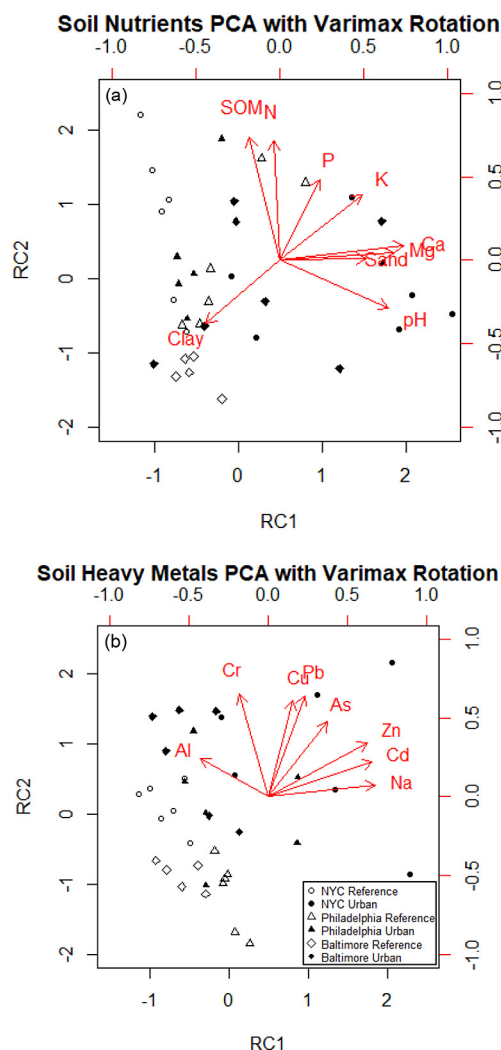 Soil Nutrients PCA with Varimax Rotation
-1.0 -0.5 0.0 0.5 1.0
(a)
SOM N
P
K
Ca
Mg
Sand
pH
Clay
2
1
0
-1
-2
1.0
0.5
0.0
-0.5
-1.0
RC2
-1 0 1 2
RC1
Soil Heavy Metals PCA with Varimax Rotation
-1.0 -0.5 0.0 0.5 1.0
(b)
Cr
Cu Pb
As
Al
Zn
Cd
Na
2
1
0
-1
-2
1.0
0.5
0.0
-0.5
-1.0
RC2
NYC Reference
NYC Urban
Philadelphia Reference
Philadelphia Urban
Baltimore Reference
Baltimore Urban
-1 0 1 2
RC1